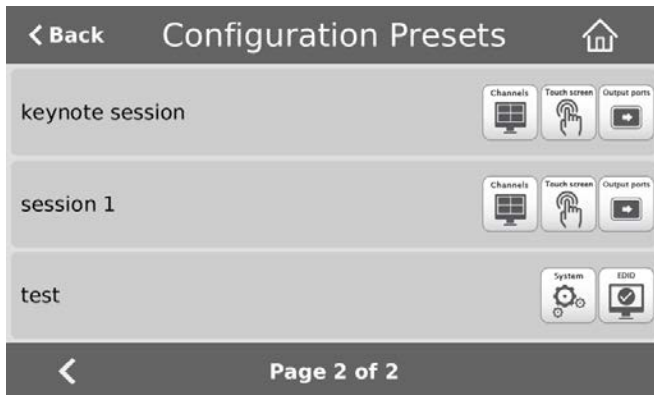 Back Configuration Presets
keynote session Channels Touch screen Output ports
session 1 Channels Touch screen Output ports
test System EDID
Page 2 of 2